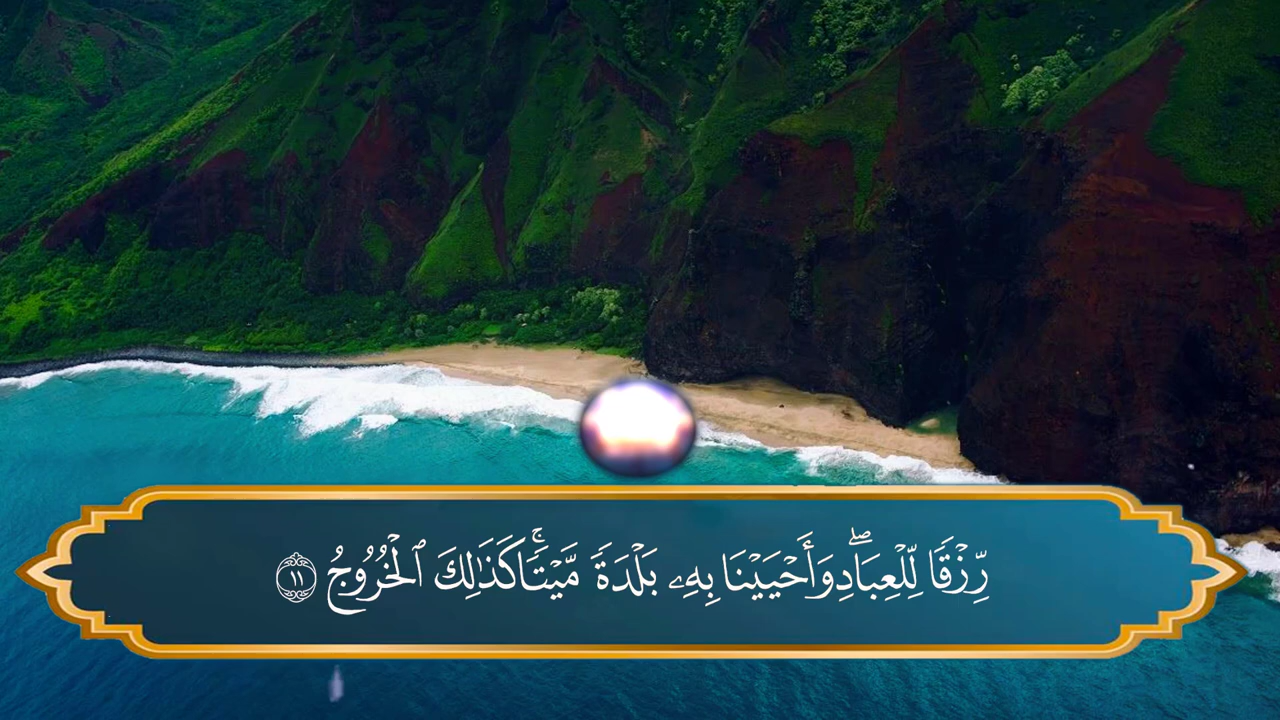 رِّزْقًا لِّلْعِبَادِۖ وَأَحْيَيْنَا بِهِۦ بَلْدَةً مَّيْتًاۚ كَذَٰلِكَ ٱلْخُرُوجُ ۝١١